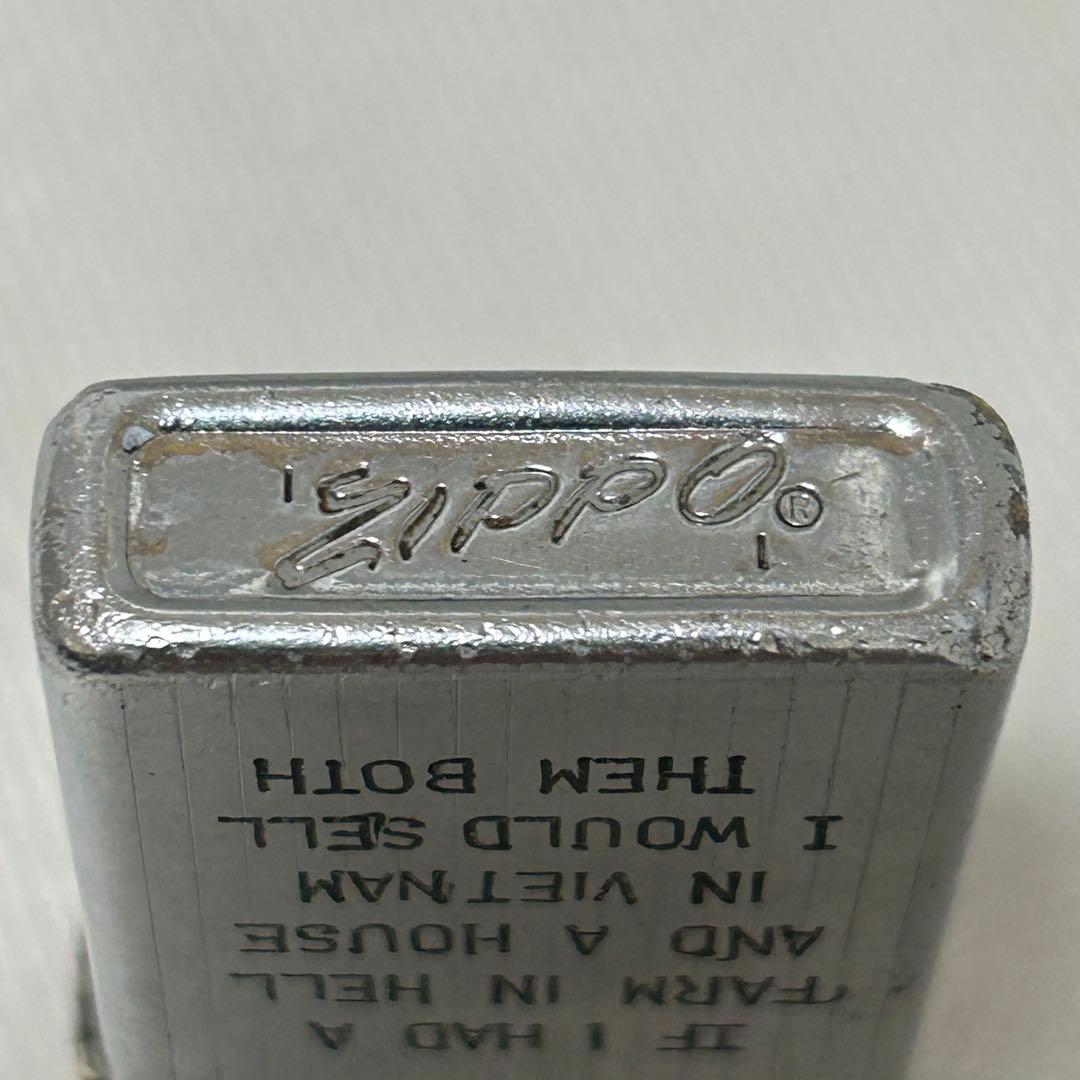 | ZIPPO ® |
IF I HAD A
FARM IN HELL
AND A HOUSE
IN VIETNAM
I WOULD SELL
THEM BOTH